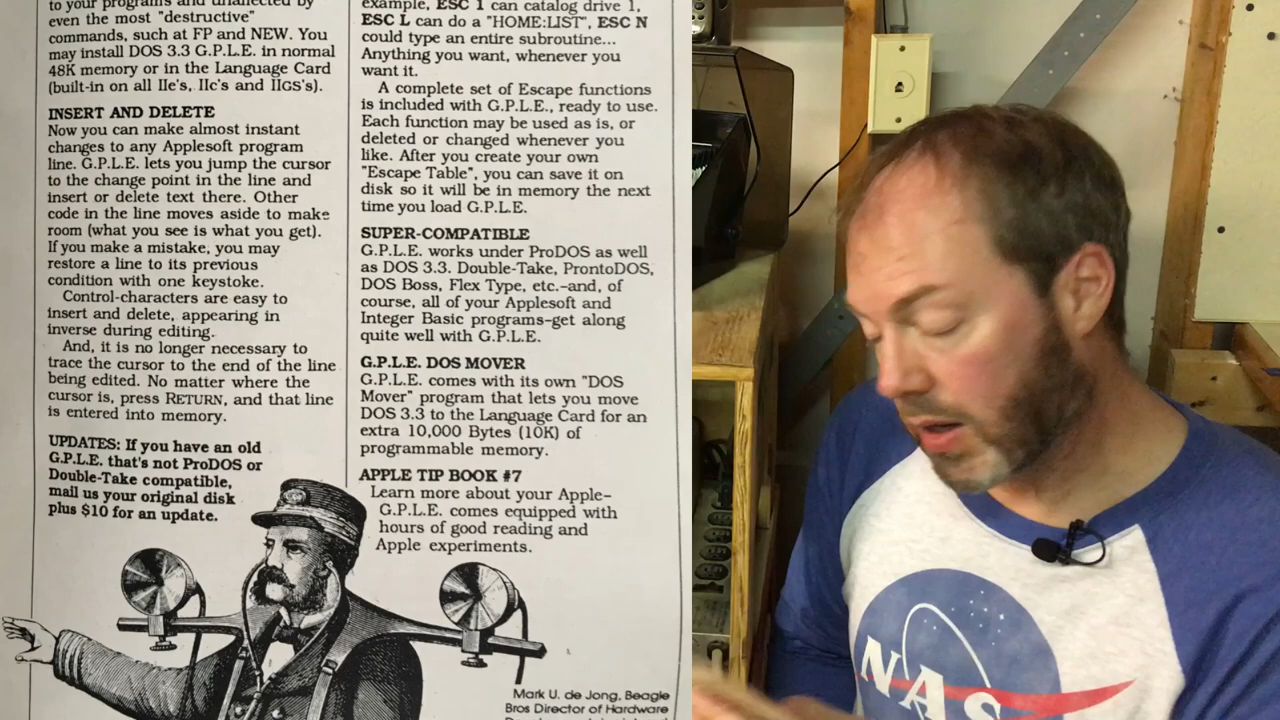 to your programs and unaffected by
even the most "destructive"
commands, such at FP and NEW. You
may install DOS 3.3 G.P.L.E. in normal
48K memory or in the Language Card
(built-in on all IIe's, IIc's and IIGS's).
INSERT AND DELETE
Now you can make almost instant
changes to any Applesoft program
line. G.P.L.E. lets you jump the cursor
to the change point in the line and
insert or delete text there. Other
code in the line moves aside to make
room (what you see is what you get).
If you make a mistake, you may
restore a line to its previous
condition with one keystoke.
Control-characters are easy to
insert and delete, appearing in
inverse during editing.
And, it is no longer necessary to
trace the cursor to the end of the line
being edited. No matter where the
cursor is, press RETURN, and that line
is entered into memory.
UPDATES: If you have an old
G.P.L.E. that's not ProDOS or
Double-Take compatible,
mail us your original disk
plus $10 for an update.
example, ESC 1 can catalog drive 1,
ESC L can do a "HOME:LIST", ESC N
could type an entire subroutine...
Anything you want, whenever you
want it.
A complete set of Escape functions
is included with G.P.L.E., ready to use.
Each function may be used as is, or
deleted or changed whenever you
like. After you create your own
"Escape Table", you can save it on
disk so it will be in memory the next
time you load G.P.L.E.
SUPER-COMPATIBLE
G.P.L.E. works under ProDOS as well
as DOS 3.3. Double-Take, ProntoDOS,
DOS Boss, Flex Type, etc.–and, of
course, all of your Applesoft and
Integer Basic programs–get along
quite well with G.P.L.E.
G.P.L.E. DOS MOVER
G.P.L.E. comes with its own "DOS
Mover" program that lets you move
DOS 3.3 to the Language Card for an
extra 10,000 Bytes (10K) of
programmable memory.
APPLE TIP BOOK #7
Learn more about your Apple–
G.P.L.E. comes equipped with
hours of good reading and
Apple experiments.
Mark U. de Jong, Beagle
Bros Director of Hardware
NAS